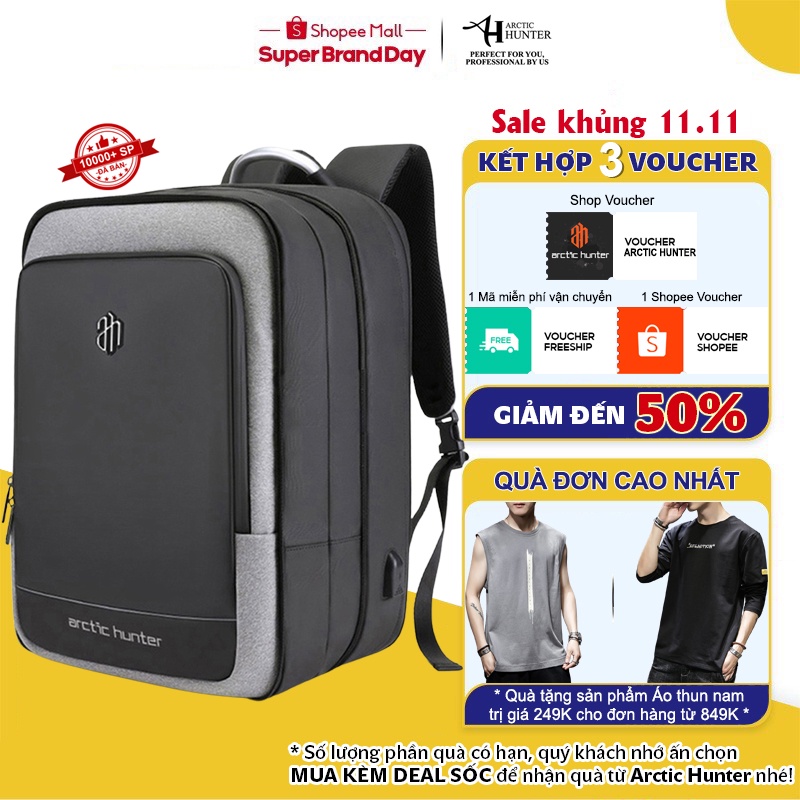 Shopee Mall
Super Brand Day
ARCTIC
HUNTER
PERFECT FOR YOU,
PROFESSIONAL BY US
10000+ SP
-ĐÃ BÁN-
Sale khủng 11.11
KẾT HỢP 3 VOUCHER
Shop Voucher
arctic hunter
VOUCHER
ARCTIC HUNTER
1 Mã miễn phí vận chuyển
1 Shopee Voucher
FREE
VOUCHER
FREESHIP
S
VOUCHER
SHOPEE
GIẢM ĐẾN 50%
QUÀ ĐƠN CAO NHẤT
arctic hunter
* Quà tặng sản phẩm Áo thun nam
trị giá 249K cho đơn hàng từ 849K *
* Số lượng phần quà có hạn, quý khách nhớ ấn chọn
MUA KÈM DEAL SỐC để nhận quà từ Arctic Hunter nhé!